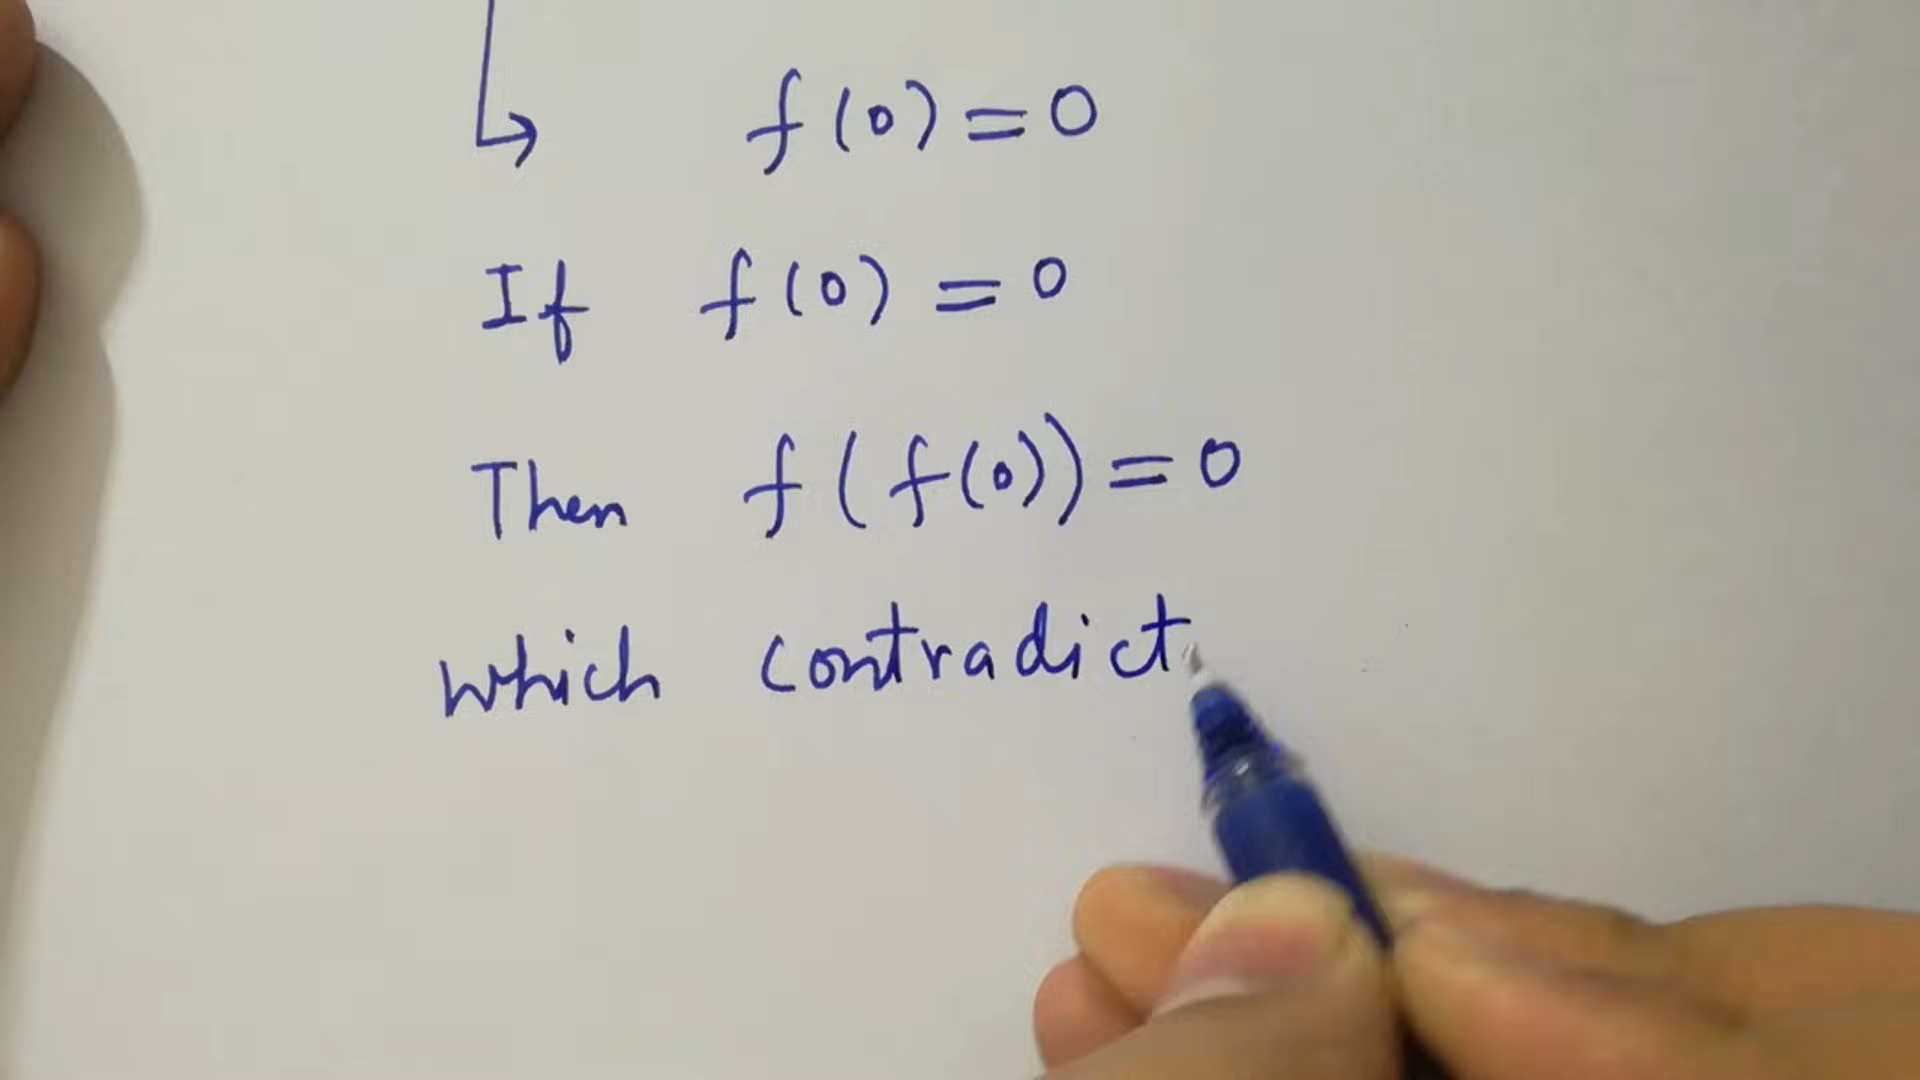 f(0)=0
If f(0) = 0
Then f(f(0))=0
which contradict